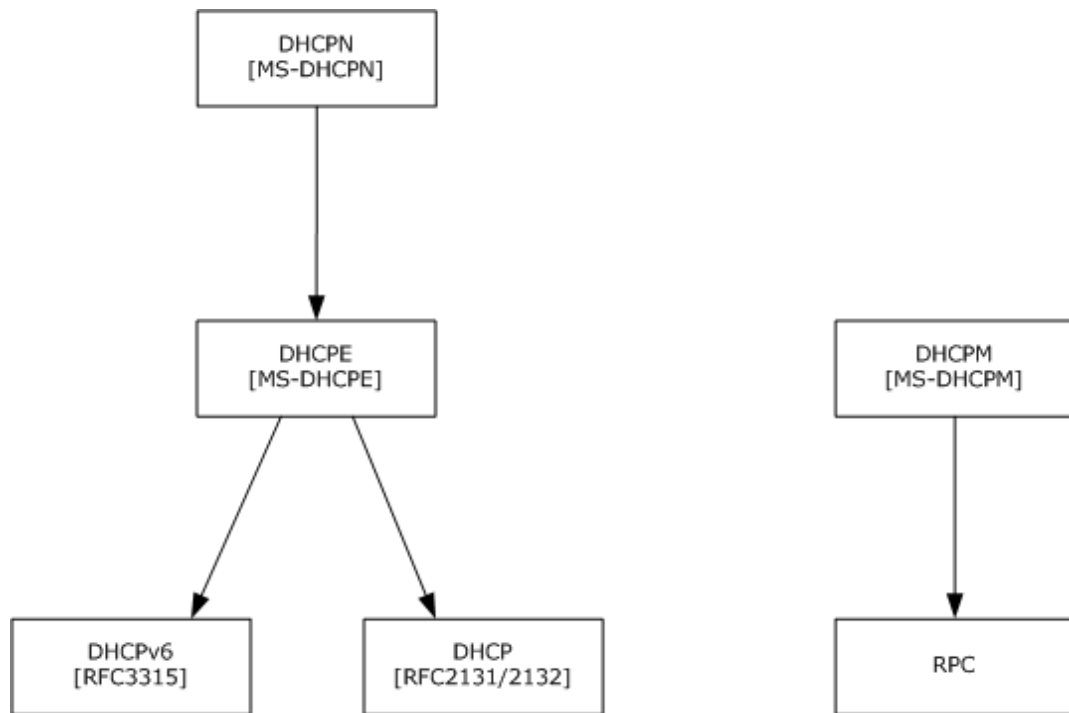 DHCPN
[MS-DHCPN]
DHCPE
[MS-DHCPE]
DHCPM
[MS-DHCPM]
DHCPv6
[RFC3315]
DHCP
[RFC2131/2132]
RPC